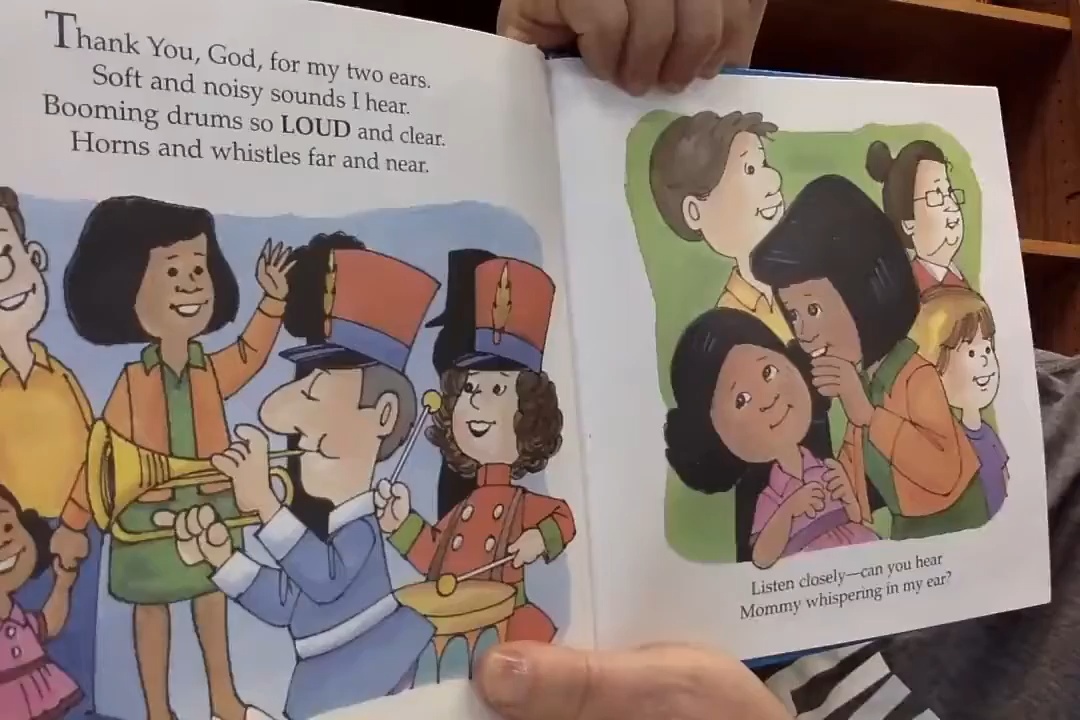 Thank You, God, for my two ears.
Soft and noisy sounds I hear.
Booming drums so LOUD and clear.
Horns and whistles far and near.
Listen closely—can you hear
Mommy whispering in my ear?